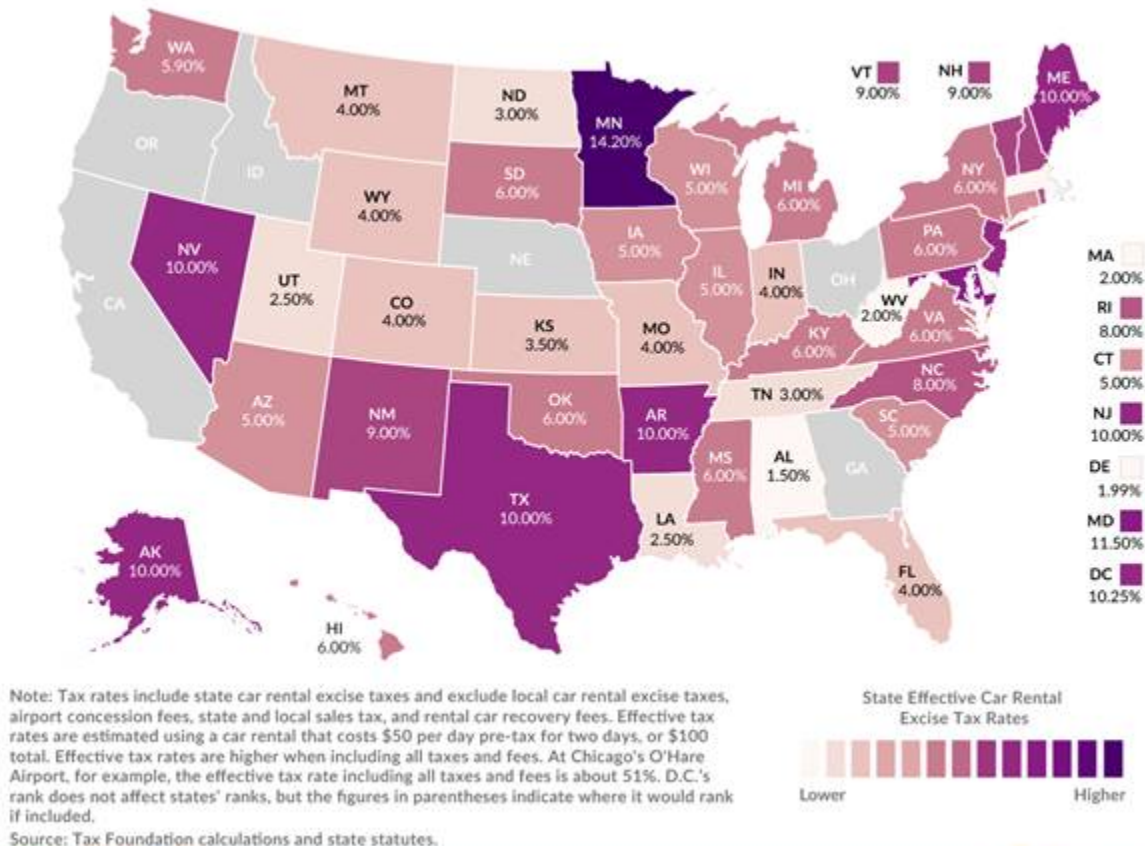 WA
5.90%
MT
4.00%
ND
3.00%
MN
14.20%
VT
9.00%
NH
9.00%
ME
10.00%
OR
ID
WY
4.00%
SD
6.00%
WI
5.00%
MI
6.00%
NY
6.00%
NV
10.00%
UT
2.50%
CO
4.00%
NE
IA
5.00%
IL
5.00%
IN
4.00%
OH
PA
6.00%
CA
KS
3.50%
MO
4.00%
KY
6.00%
WV
2.00%
VA
6.00%
MA
2.00%
RI
8.00%
CT
5.00%
NJ
10.00%
DE
1.99%
MD
11.50%
DC
10.25%
AZ
5.00%
NM
9.00%
OK
6.00%
AR
10.00%
TN 3.00%
NC
8.00%
SC
5.00%
MS
6.00%
AL
1.50%
GA
TX
10.00%
LA
2.50%
FL
4.00%
AK
10.00%
HI
6.00%
Note: Tax rates include state car rental excise taxes and exclude local car rental excise taxes,
airport concession fees, state and local sales tax, and rental car recovery fees. Effective tax
rates are estimated using a car rental that costs $50 per day pre-tax for two days, or $100
total. Effective tax rates are higher when including all taxes and fees. At Chicago's O'Hare
Airport, for example, the effective tax rate including all taxes and fees is about 51%. D.C.'s
rank does not affect states' ranks, but the figures in parentheses indicate where it would rank
if included.
Source: Tax Foundation calculations and state statutes.
State Effective Car Rental
Excise Tax Rates
Lower
Higher